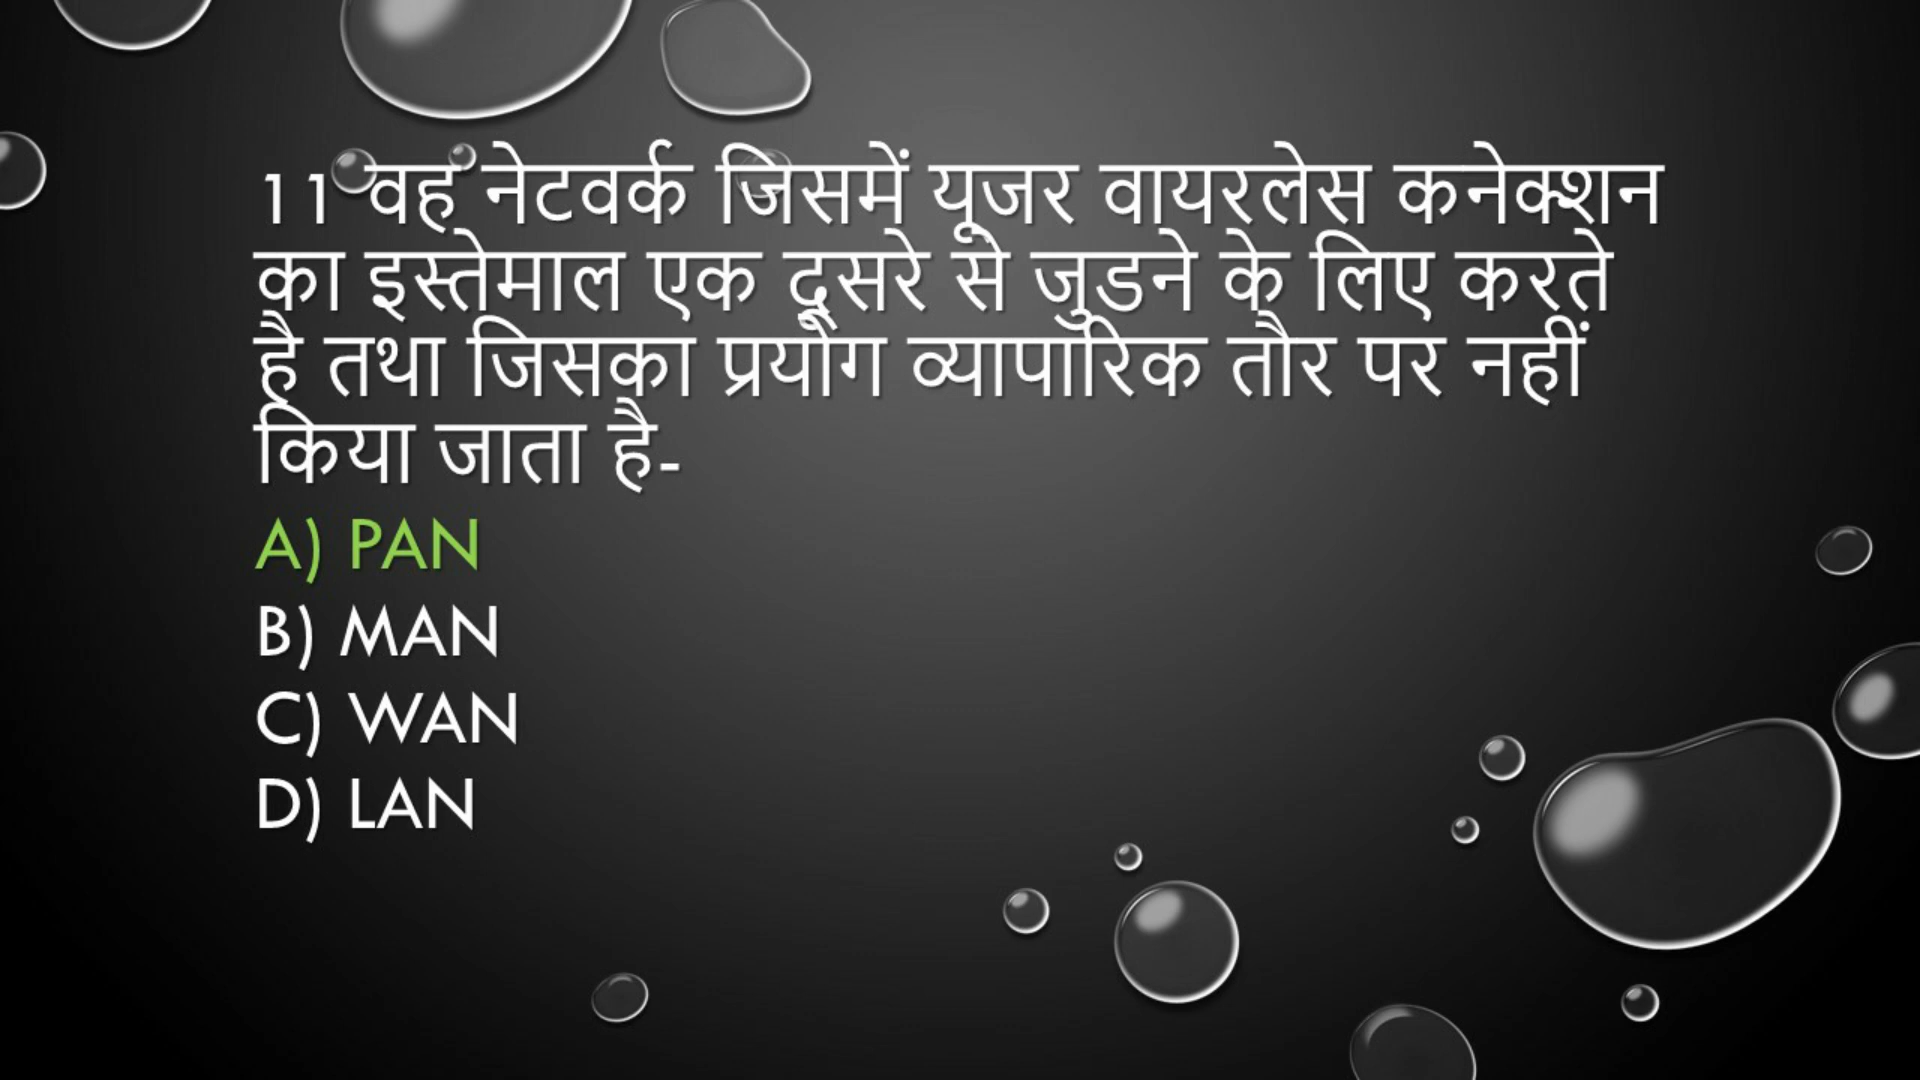 11 वह नेटवर्क जिसमें यूजर वायरलेस कनेक्शन
का इस्तेमाल एक दूसरे से जुडने के लिए करते
है तथा जिसका प्रयोग व्यापारिक तौर पर नहीं
किया जाता है-
A) PAN
B) MAN
C) WAN
D) LAN